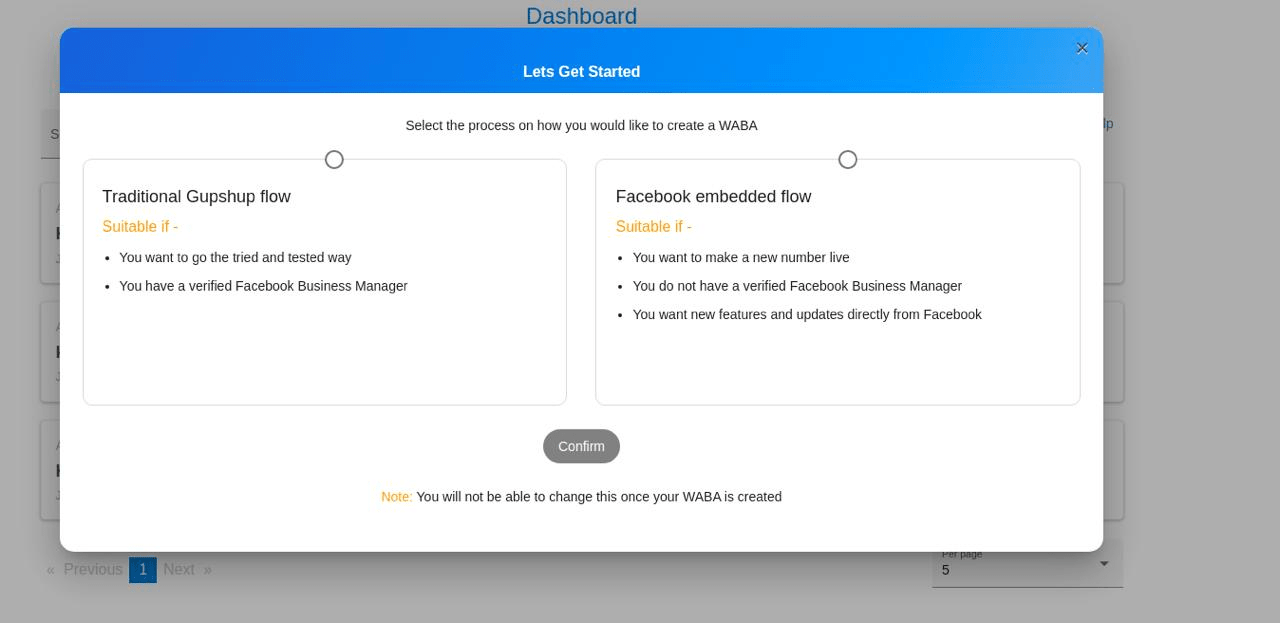 Dashboard
Lets Get Started
Select the process on how you would like to create a WABA
Traditional Gupshup flow
Suitable if -
You want to go the tried and tested way
You have a verified Facebook Business Manager
Facebook embedded flow
Suitable if -
You want to make a new number live
You do not have a verified Facebook Business Manager
You want new features and updates directly from Facebook
Confirm
Note: You will not be able to change this once your WABA is created
« Previous 1 Next »
Per page
5